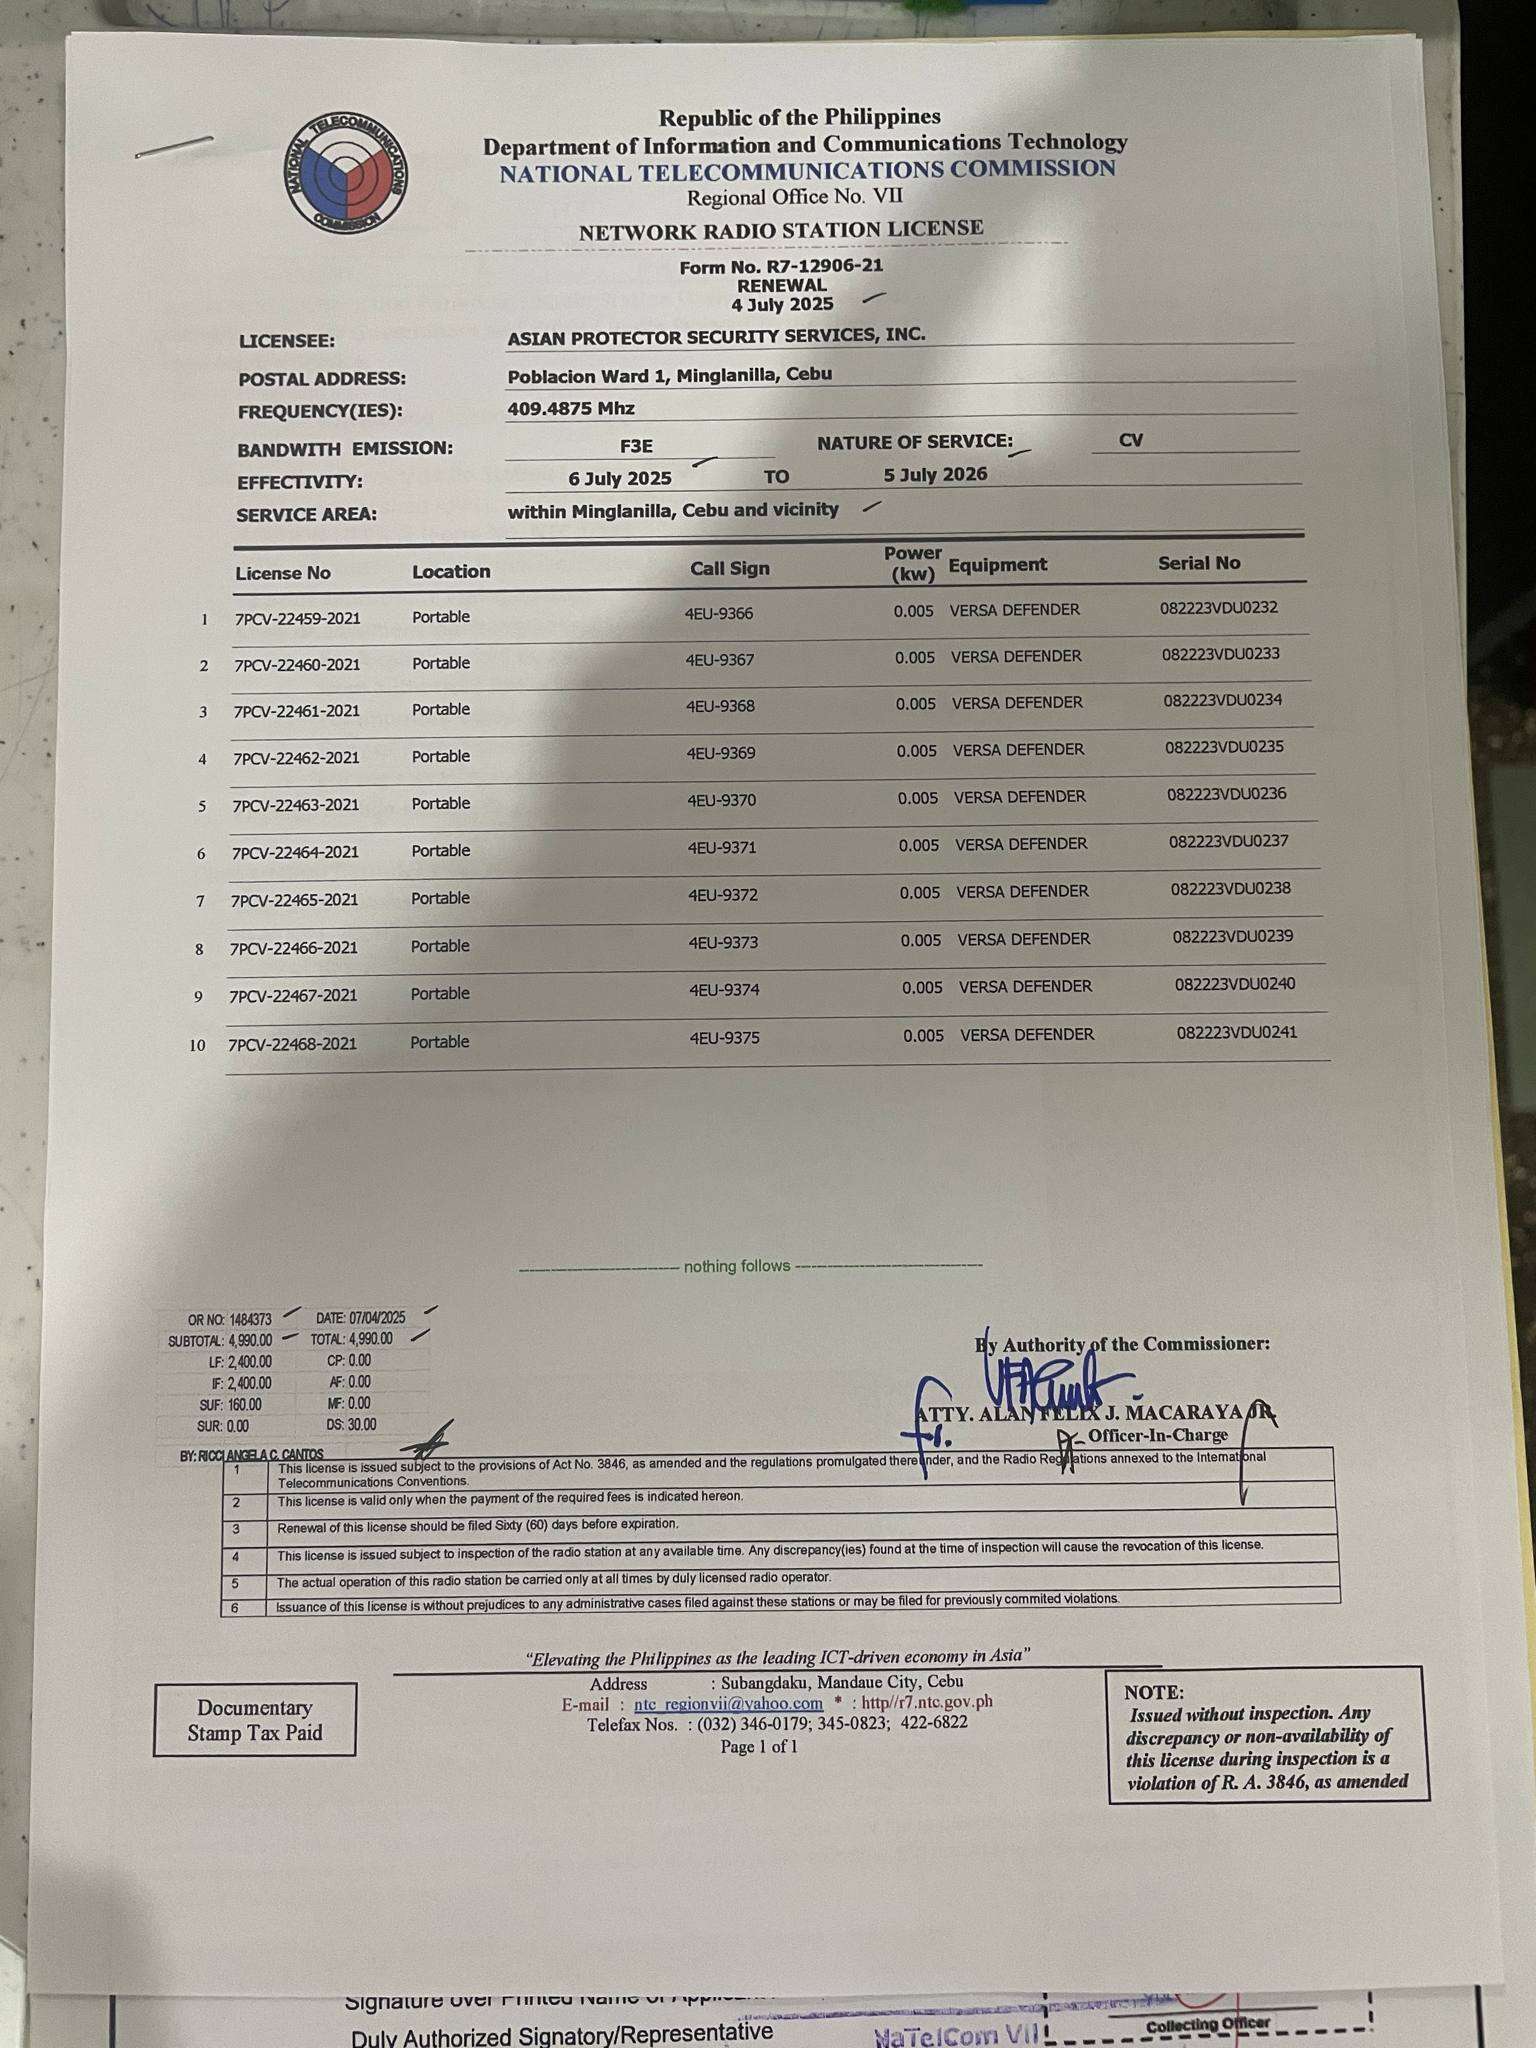 NATIONAL TELECOMMUNICATIONS COMMISSION
Republic of the Philippines
Department of Information and Communications Technology
NATIONAL TELECOMMUNICATIONS COMMISSION
Regional Office No. VII
NETWORK RADIO STATION LICENSE
Form No. R7-12906-21
RENEWAL
4 July 2025
LICENSEE: ASIAN PROTECTOR SECURITY SERVICES, INC.
POSTAL ADDRESS: Poblacion Ward 1, Minglanilla, Cebu
FREQUENCY(IES): 409.4875 Mhz
BANDWITH EMISSION: F3E NATURE OF SERVICE: CV
EFFECTIVITY: 6 July 2025 TO 5 July 2026
SERVICE AREA: within Minglanilla, Cebu and vicinity
License No Location Call Sign Power (kw) Equipment Serial No
1 7PCV-22459-2021 Portable 4EU-9366 0.005 VERSA DEFENDER 082223VDU0232
2 7PCV-22460-2021 Portable 4EU-9367 0.005 VERSA DEFENDER 082223VDU0233
3 7PCV-22461-2021 Portable 4EU-9368 0.005 VERSA DEFENDER 082223VDU0234
4 7PCV-22462-2021 Portable 4EU-9369 0.005 VERSA DEFENDER 082223VDU0235
5 7PCV-22463-2021 Portable 4EU-9370 0.005 VERSA DEFENDER 082223VDU0236
6 7PCV-22464-2021 Portable 4EU-9371 0.005 VERSA DEFENDER 082223VDU0237
7 7PCV-22465-2021 Portable 4EU-9372 0.005 VERSA DEFENDER 082223VDU0238
8 7PCV-22466-2021 Portable 4EU-9373 0.005 VERSA DEFENDER 082223VDU0239
9 7PCV-22467-2021 Portable 4EU-9374 0.005 VERSA DEFENDER 082223VDU0240
10 7PCV-22468-2021 Portable 4EU-9375 0.005 VERSA DEFENDER 082223VDU0241
nothing follows
OR NO: 1484373 DATE: 07/04/2025
SUBTOTAL: 4,990.00 TOTAL: 4,990.00
LF: 2,400.00 CP: 0.00
IF: 2,400.00 AF: 0.00
SUF: 160.00 MF: 0.00
SUR: 0.00 DS: 30.00
BY: RICCI ANGELA C. CANTOS
By Authority of the Commissioner:
ATTY. ALAN FELIX J. MACARAYA JR.
Officer-In-Charge
1 This license is issued subject to the provisions of Act No. 3846, as amended and the regulations promulgated thereunder, and the Radio Regulations annexed to the International
Telecommunications Conventions.
2 This license is valid only when the payment of the required fees is indicated hereon.
3 Renewal of this license should be filed Sixty (60) days before expiration.
4 This license is issued subject to inspection of the radio station at any available time. Any discrepancy(ies) found at the time of inspection will cause the revocation of this license.
5 The actual operation of this radio station be carried only at all times by duly licensed radio operator.
6 Issuance of this license is without prejudices to any administrative cases filed against these stations or may be filed for previously commited violations.
"Elevating the Philippines as the leading ICT-driven economy in Asia"
Address : Subangdaku, Mandaue City, Cebu
E-mail : ntc_regionvii@yahoo.com * : http//r7.ntc.gov.ph
Telefax Nos. : (032) 346-0179; 345-0823; 422-6822
Page 1 of 1
Documentary
Stamp Tax Paid
NOTE:
Issued without inspection. Any
discrepancy or non-availability of
this license during inspection is a
violation of R. A. 3846, as amended
Signature over Printed Name of
Duly Authorized Signatory/Representative
NaTelCom VII
Collecting Officer